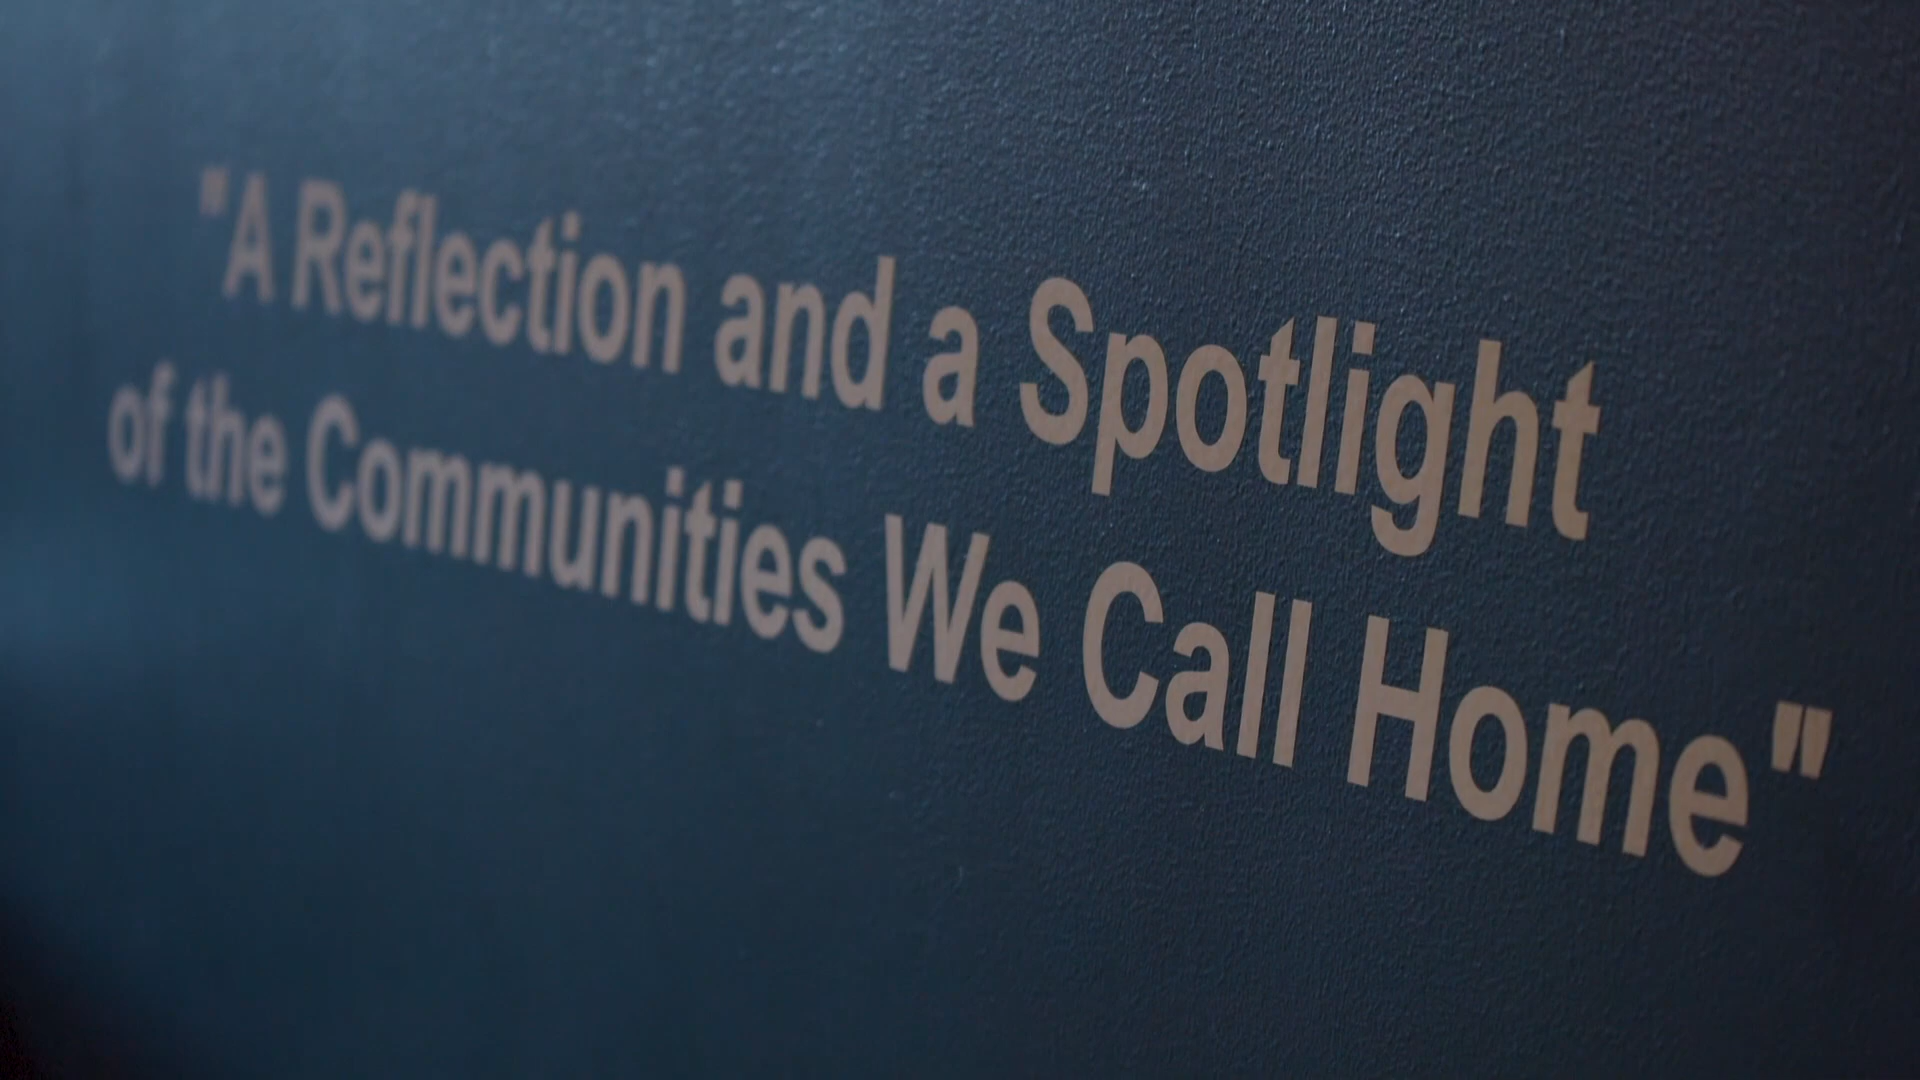 "A Reflection and a Spotlight
of the Communities We Call Home"